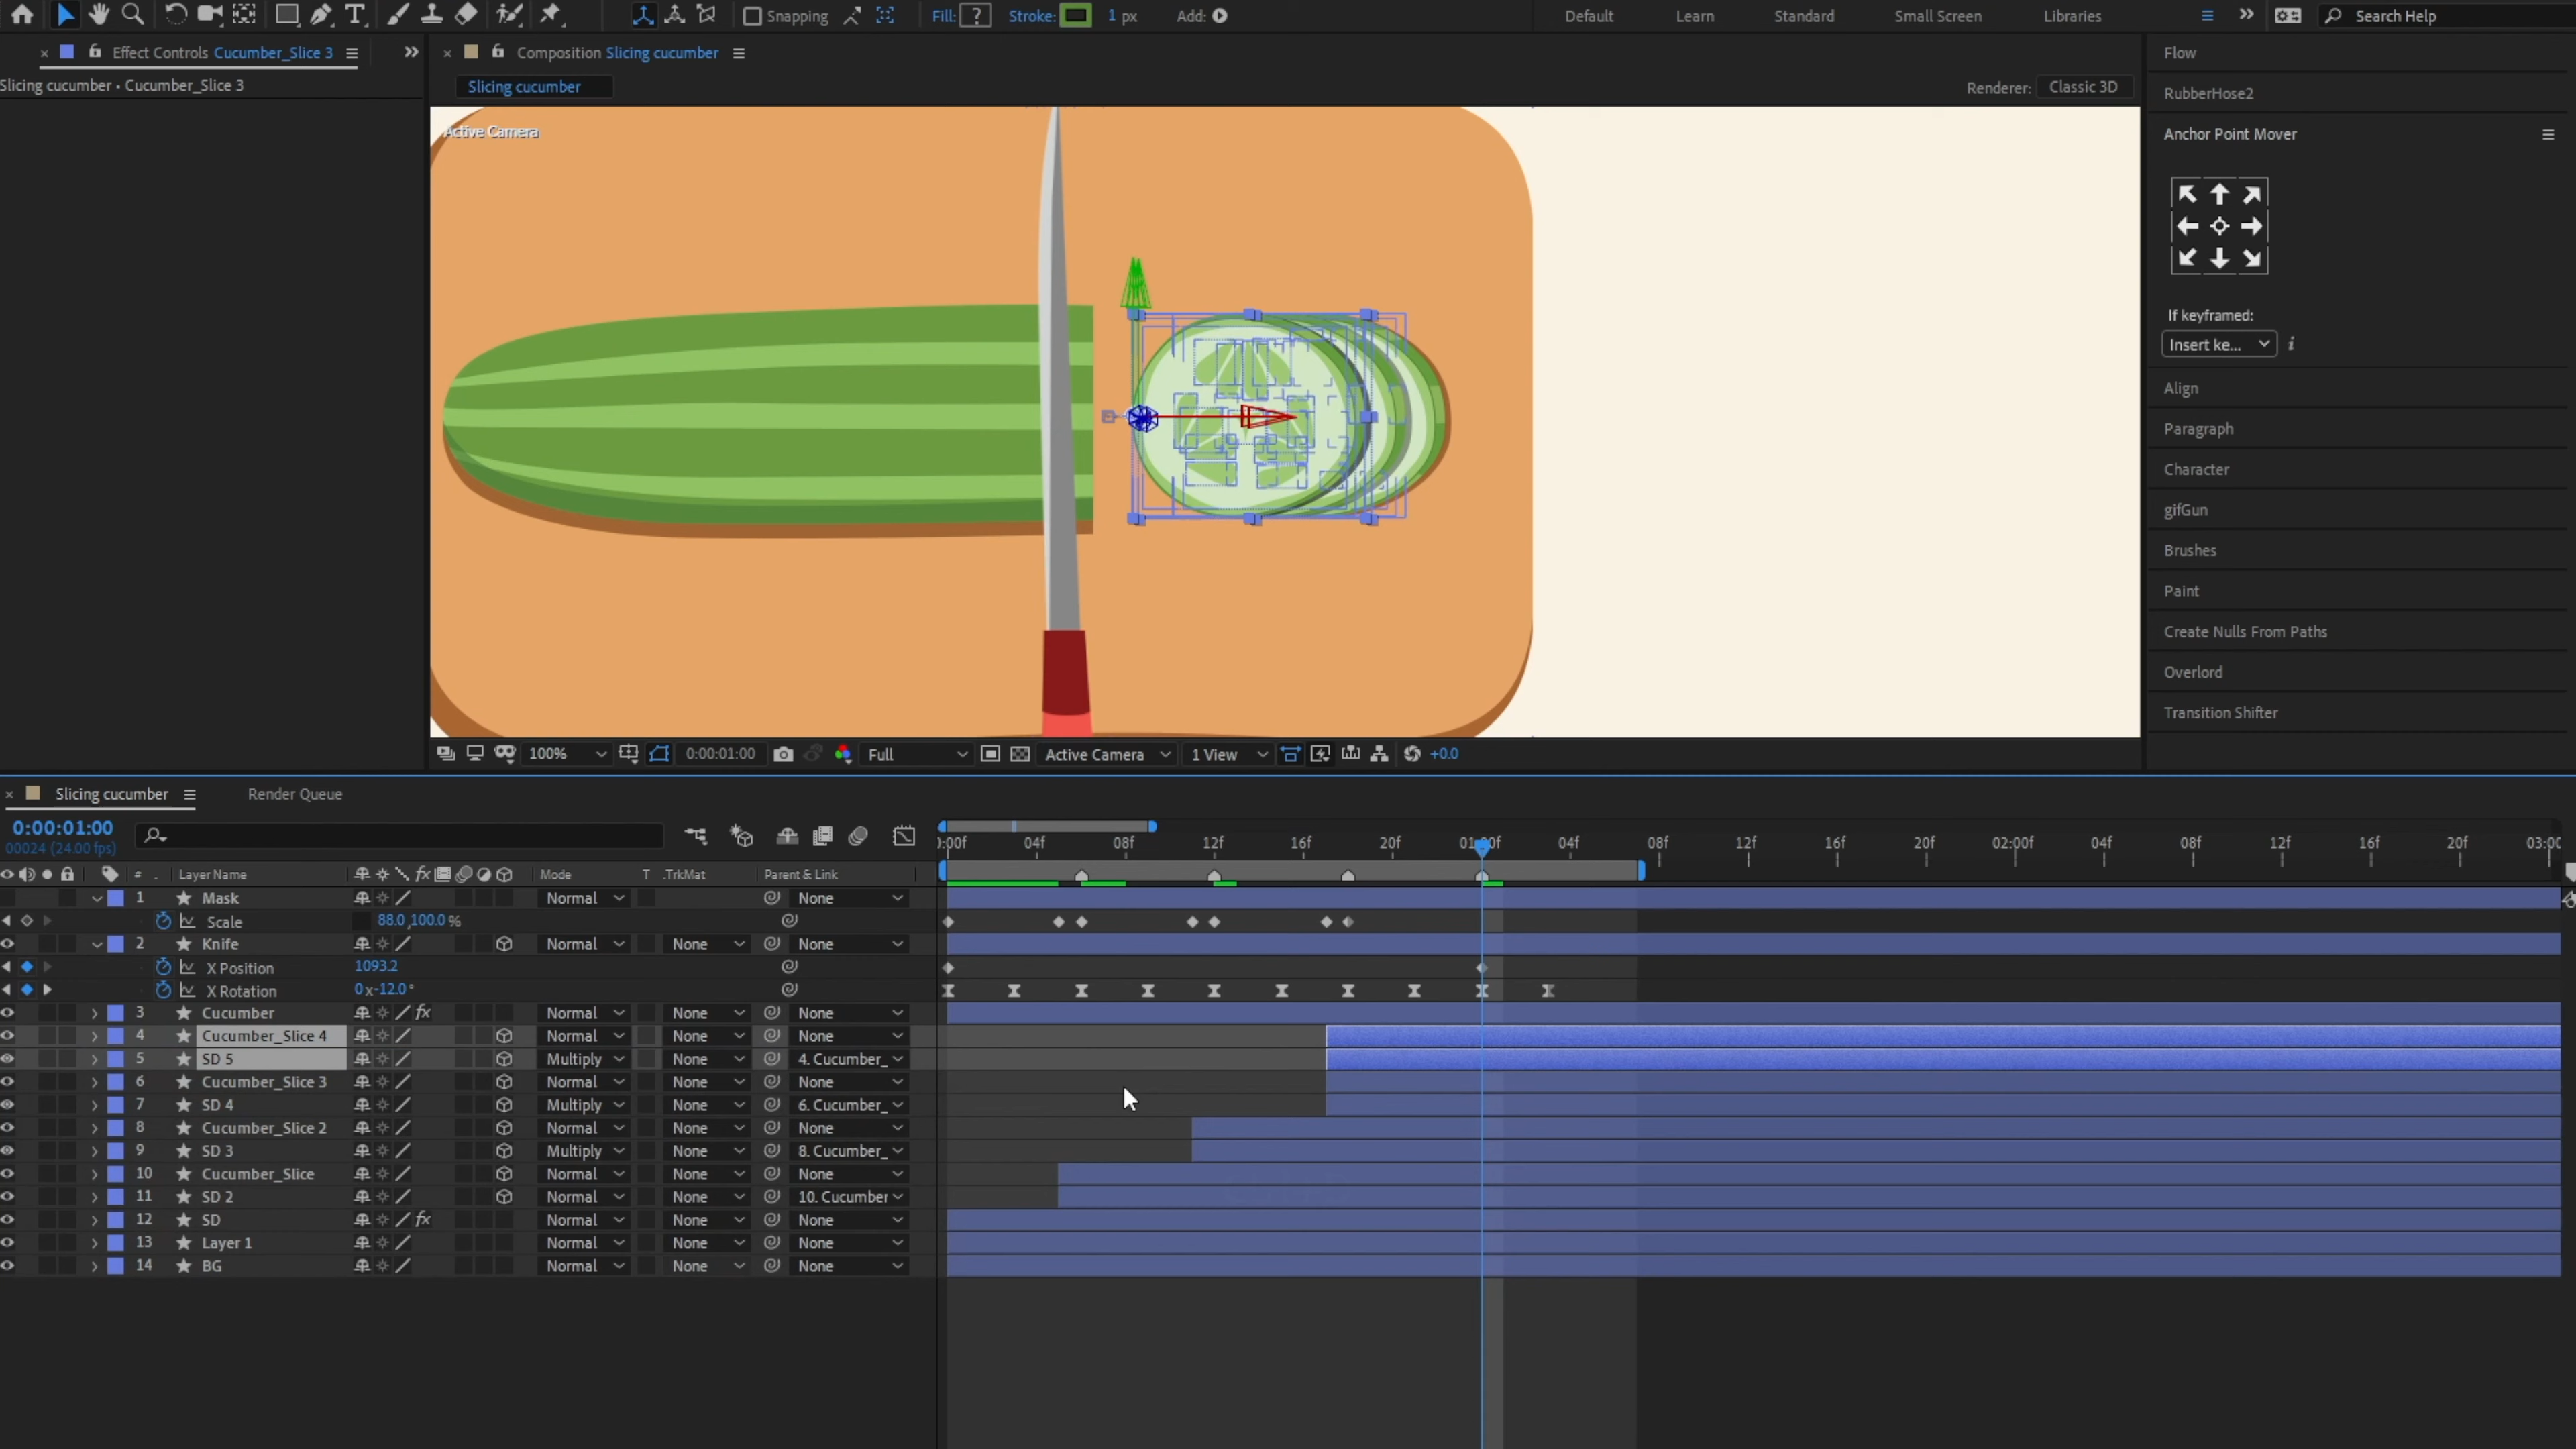 Snapping Fill: ? Stroke: 1 px Add: Default Learn Standard Small Screen Libraries Search Help
Effect Controls Cucumber_Slice 3
Composition Slicing cucumber
Slicing cucumber • Cucumber_Slice 3
Slicing cucumber
Renderer: Classic 3D
Active Camera
Flow
RubberHose2
Anchor Point Mover
If keyframed:
Insert ke...
Align
Paragraph
Character
gifGun
Brushes
Paint
Create Nulls From Paths
Overlord
Transition Shifter
100% 0:00:01:00 Full Active Camera 1 View +0.0
Slicing cucumber Render Queue
0:00:01:00
00024 (24.00 fps)
0:00f 04f 08f 12f 16f 20f 01:00f 04f 08f 12f 16f 20f 02:00f 04f 08f 12f 16f 20f
# . Layer Name fx Mode T .TrkMat Parent & Link
1 Mask Normal None
Scale 88.0,100.0 %
2 Knife Normal None None
X Position 1093.2
X Rotation 0 x-12.0 °
3 Cucumber fx Normal None None
4 Cucumber_Slice 4 Normal None None
5 SD 5 Multiply None 4. Cucumber_
6 Cucumber_Slice 3 Normal None None
7 SD 4 Multiply None 6. Cucumber_
8 Cucumber_Slice 2 Normal None None
9 SD 3 Multiply None 8. Cucumber_
10 Cucumber_Slice Normal None None
11 SD 2 Normal None 10. Cucumber
12 SD fx Normal None None
13 Layer 1 Normal None None
14 BG Normal None None